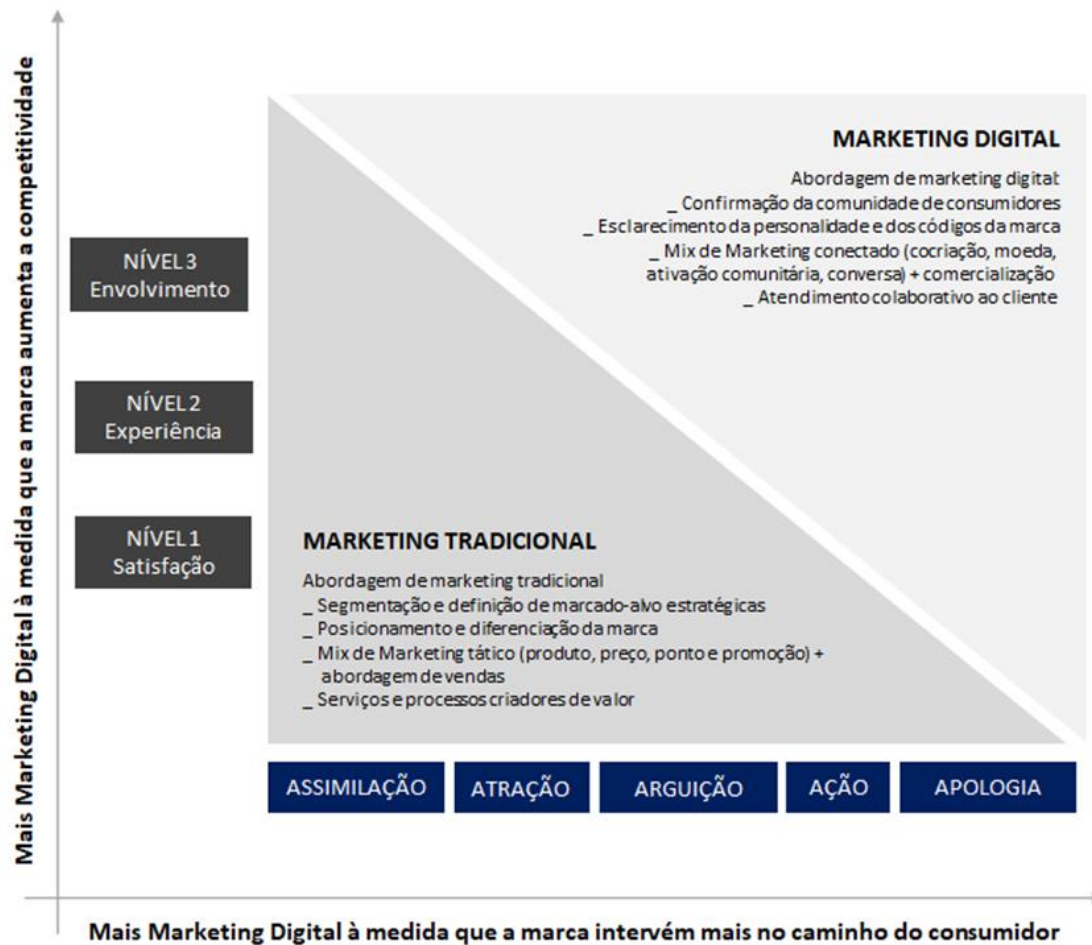 Mais Marketing Digital à medida que a marca aumenta a competitividade
MARKETING DIGITAL
Abordagem de marketing digital:
_ Confirmação da comunidade de consumidores
_ Esclarecimento da personalidade e dos códigos da marca
_ Mix de Marketing conectado (cocriação, moeda,
ativação comunitária, conversa) + comercialização
_ Atendimento colaborativo ao cliente
NÍVEL 3
Envolvimento
NÍVEL 2
Experiência
NÍVEL 1
Satisfação
MARKETING TRADICIONAL
Abordagem de marketing tradicional
_ Segmentação e definição de marcado-alvo estratégicas
_ Posicionamento e diferenciação da marca
_ Mix de Marketing tático (produto, preço, ponto e promoção) +
abordagem de vendas
_ Serviços e processos criadores de valor
ASSIMILAÇÃO
ATRAÇÃO
ARGUIÇÃO
AÇÃO
APOLOGIA
Mais Marketing Digital à medida que a marca intervém mais no caminho do consumidor